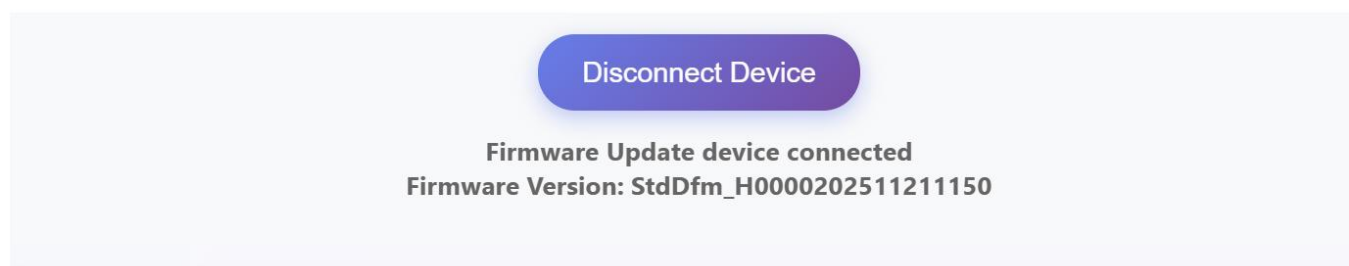 Disconnect Device
Firmware Update device connected
Firmware Version: StdDfm_H0000202511211150